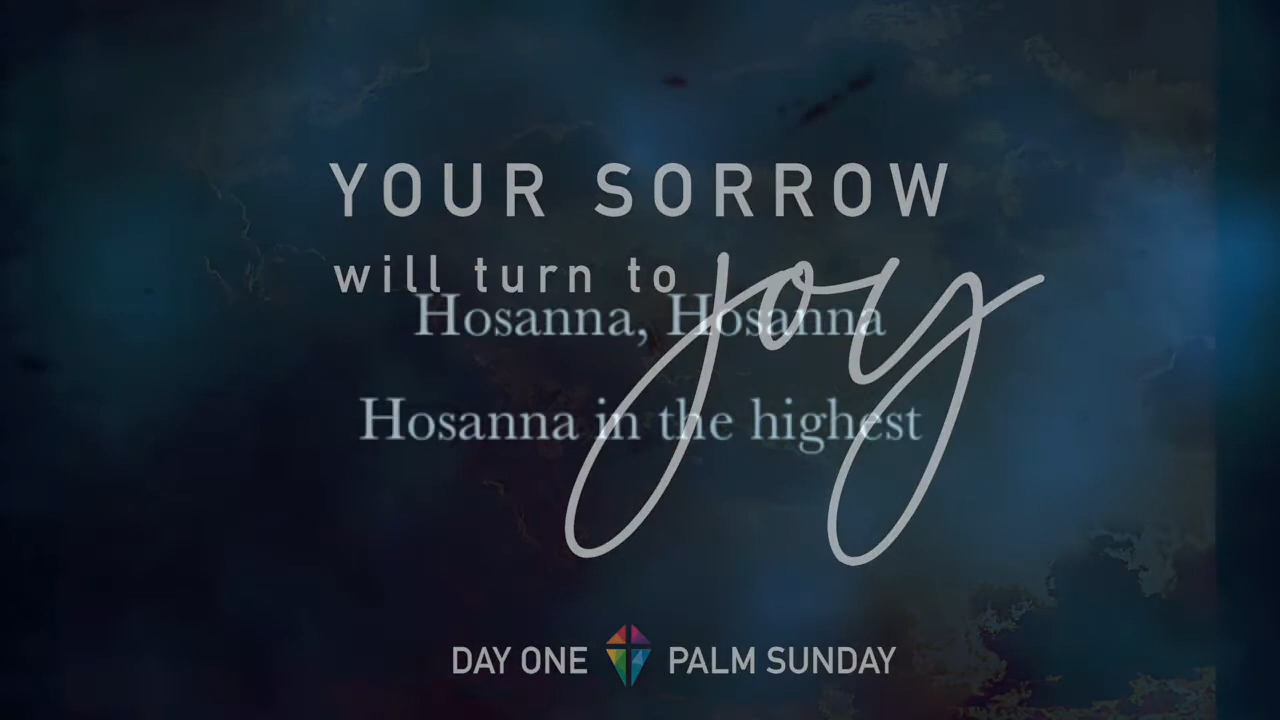 YOUR SORROW
will turn to joy
Hosanna, Hosanna
Hosanna in the highest
DAY ONE PALM SUNDAY